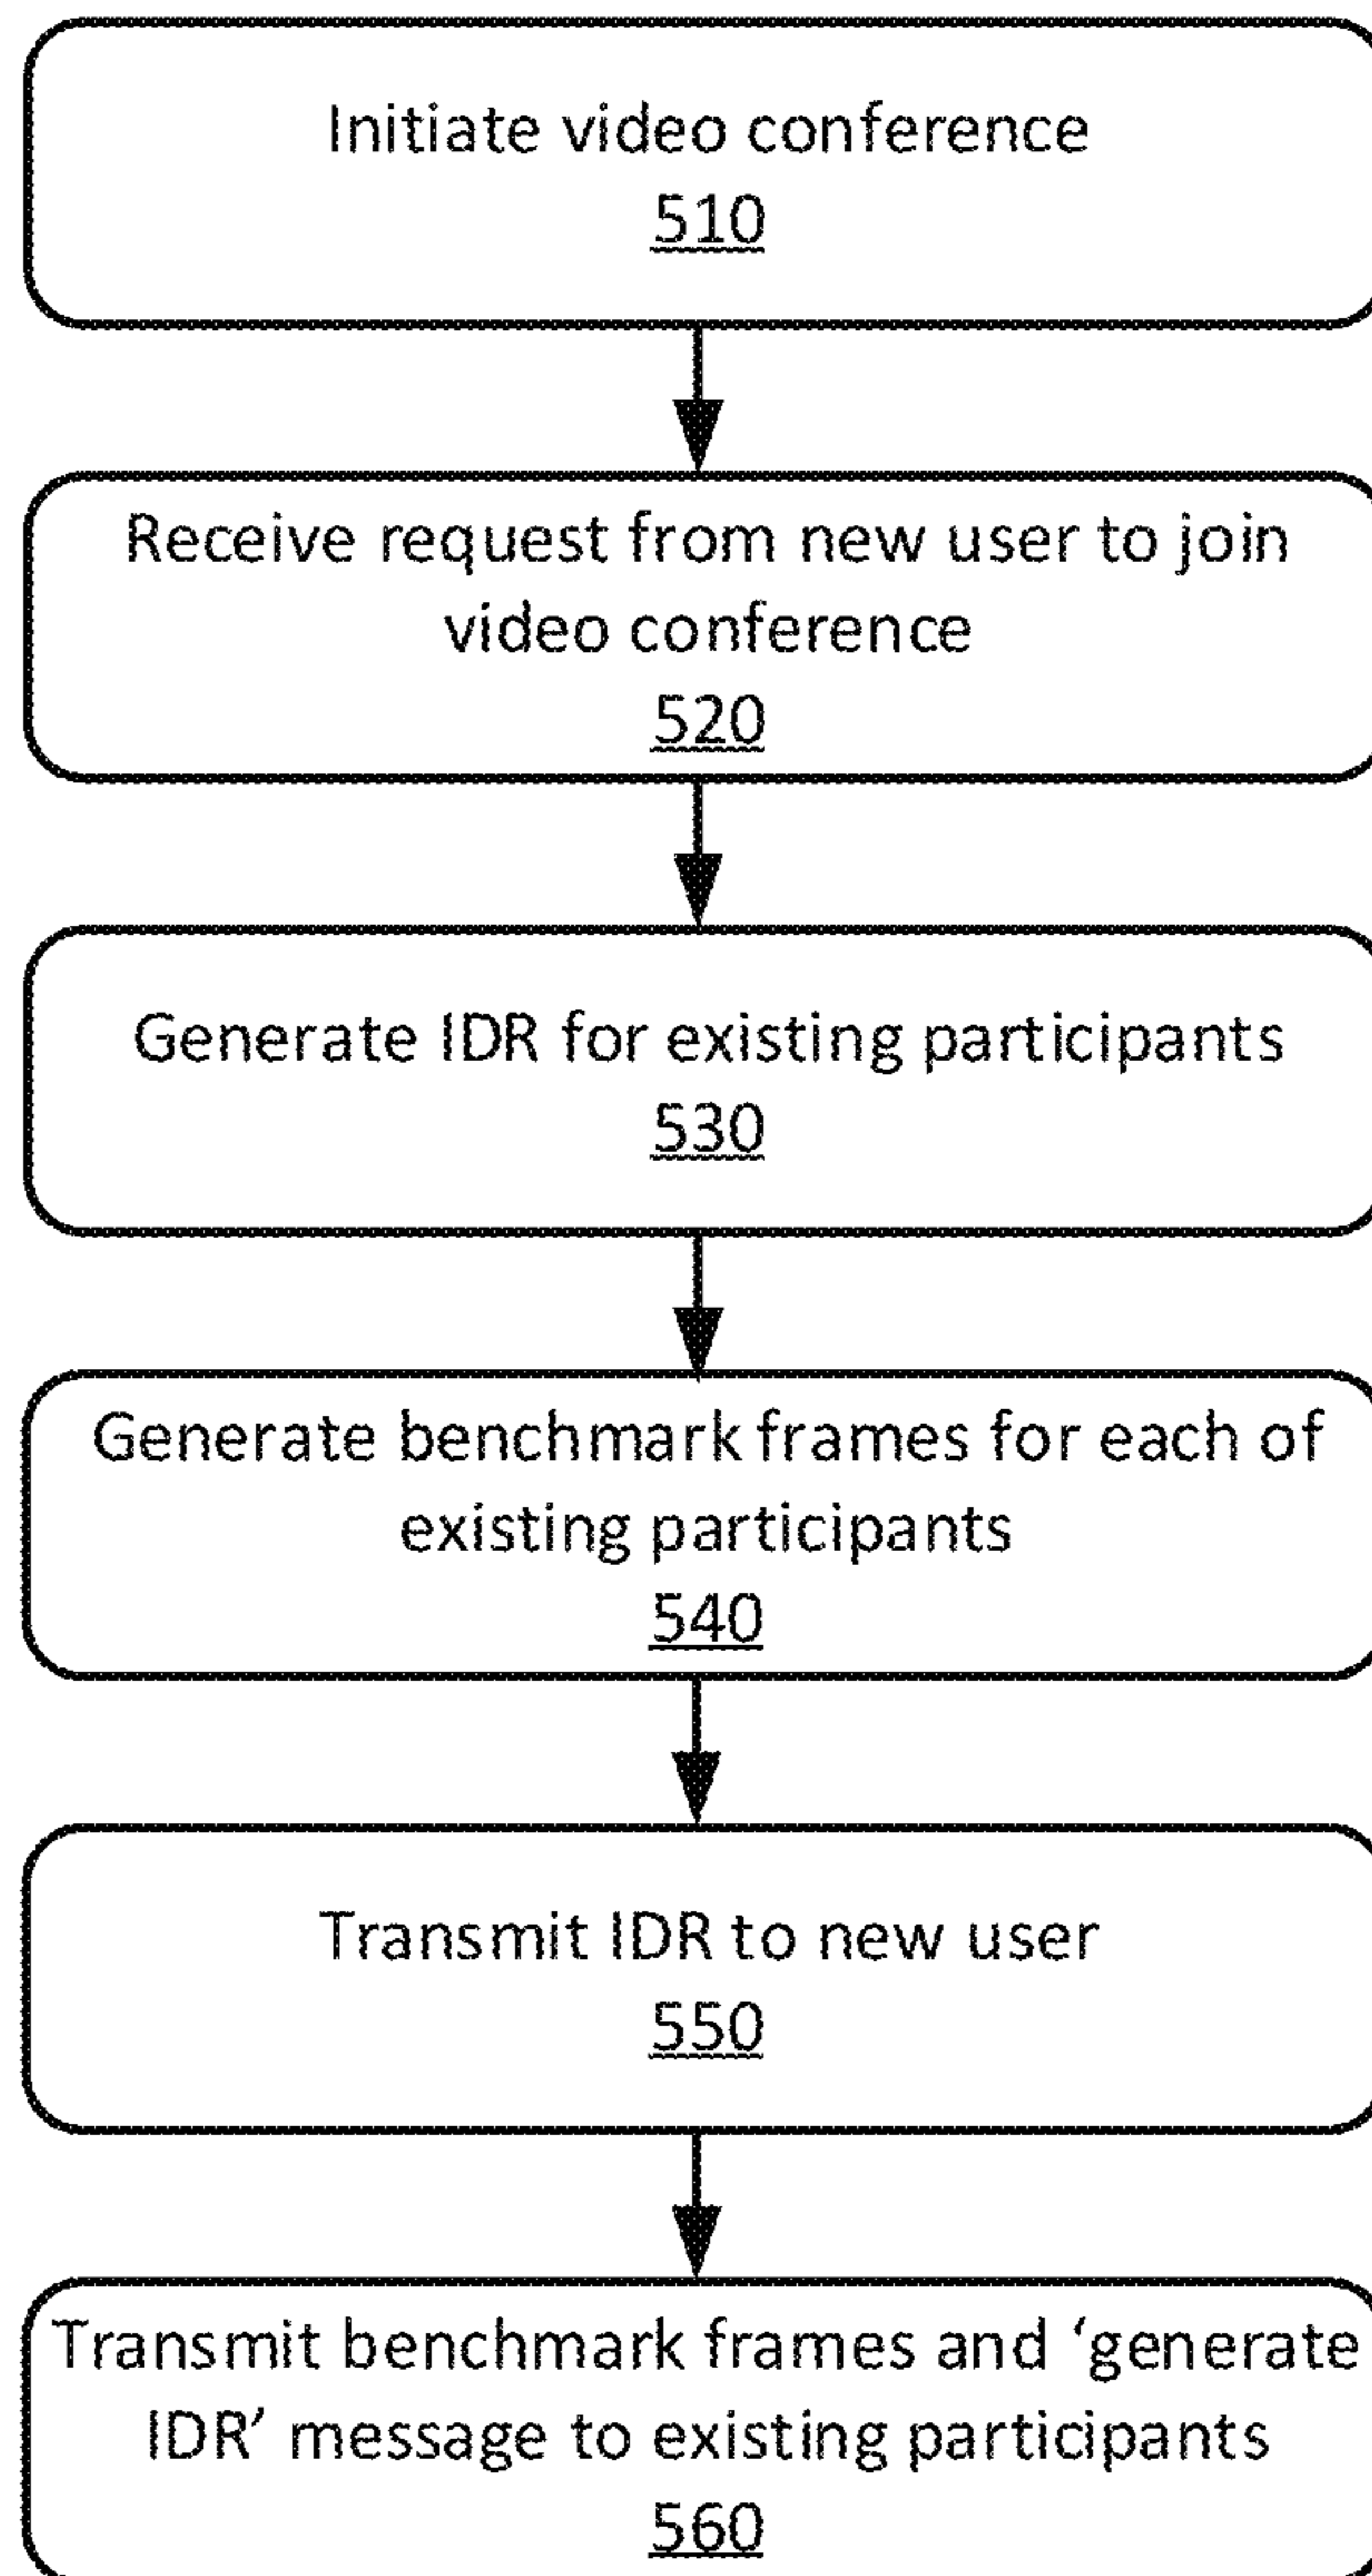 Initiate video conference
510
Receive request from new user to join
video conference
520
Generate IDR for existing participants
530
Generate benchmark frames for each of
existing participants
540
Transmit IDR to new user
550
Transmit benchmark frames and ‘generate
IDR’ message to existing participants
560